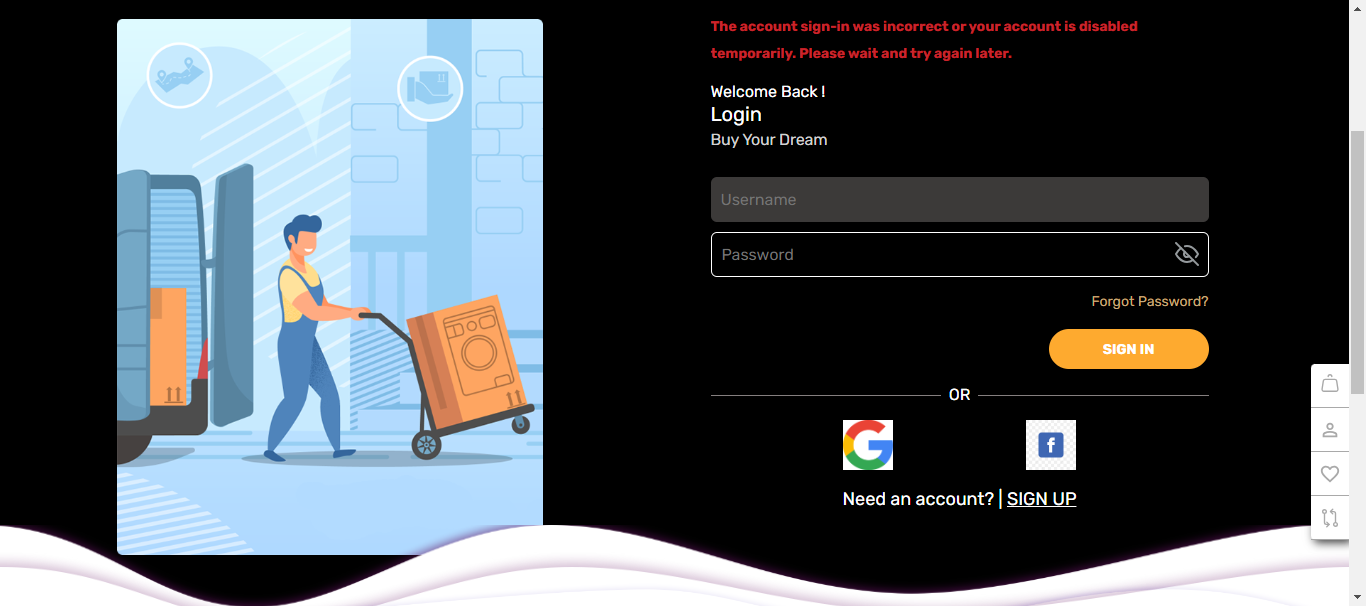 The account sign-in was incorrect or your account is disabled
temporarily. Please wait and try again later.
Welcome Back !
Login
Buy Your Dream
Username
Password
Forgot Password?
SIGN IN
OR
Need an account? | SIGN UP